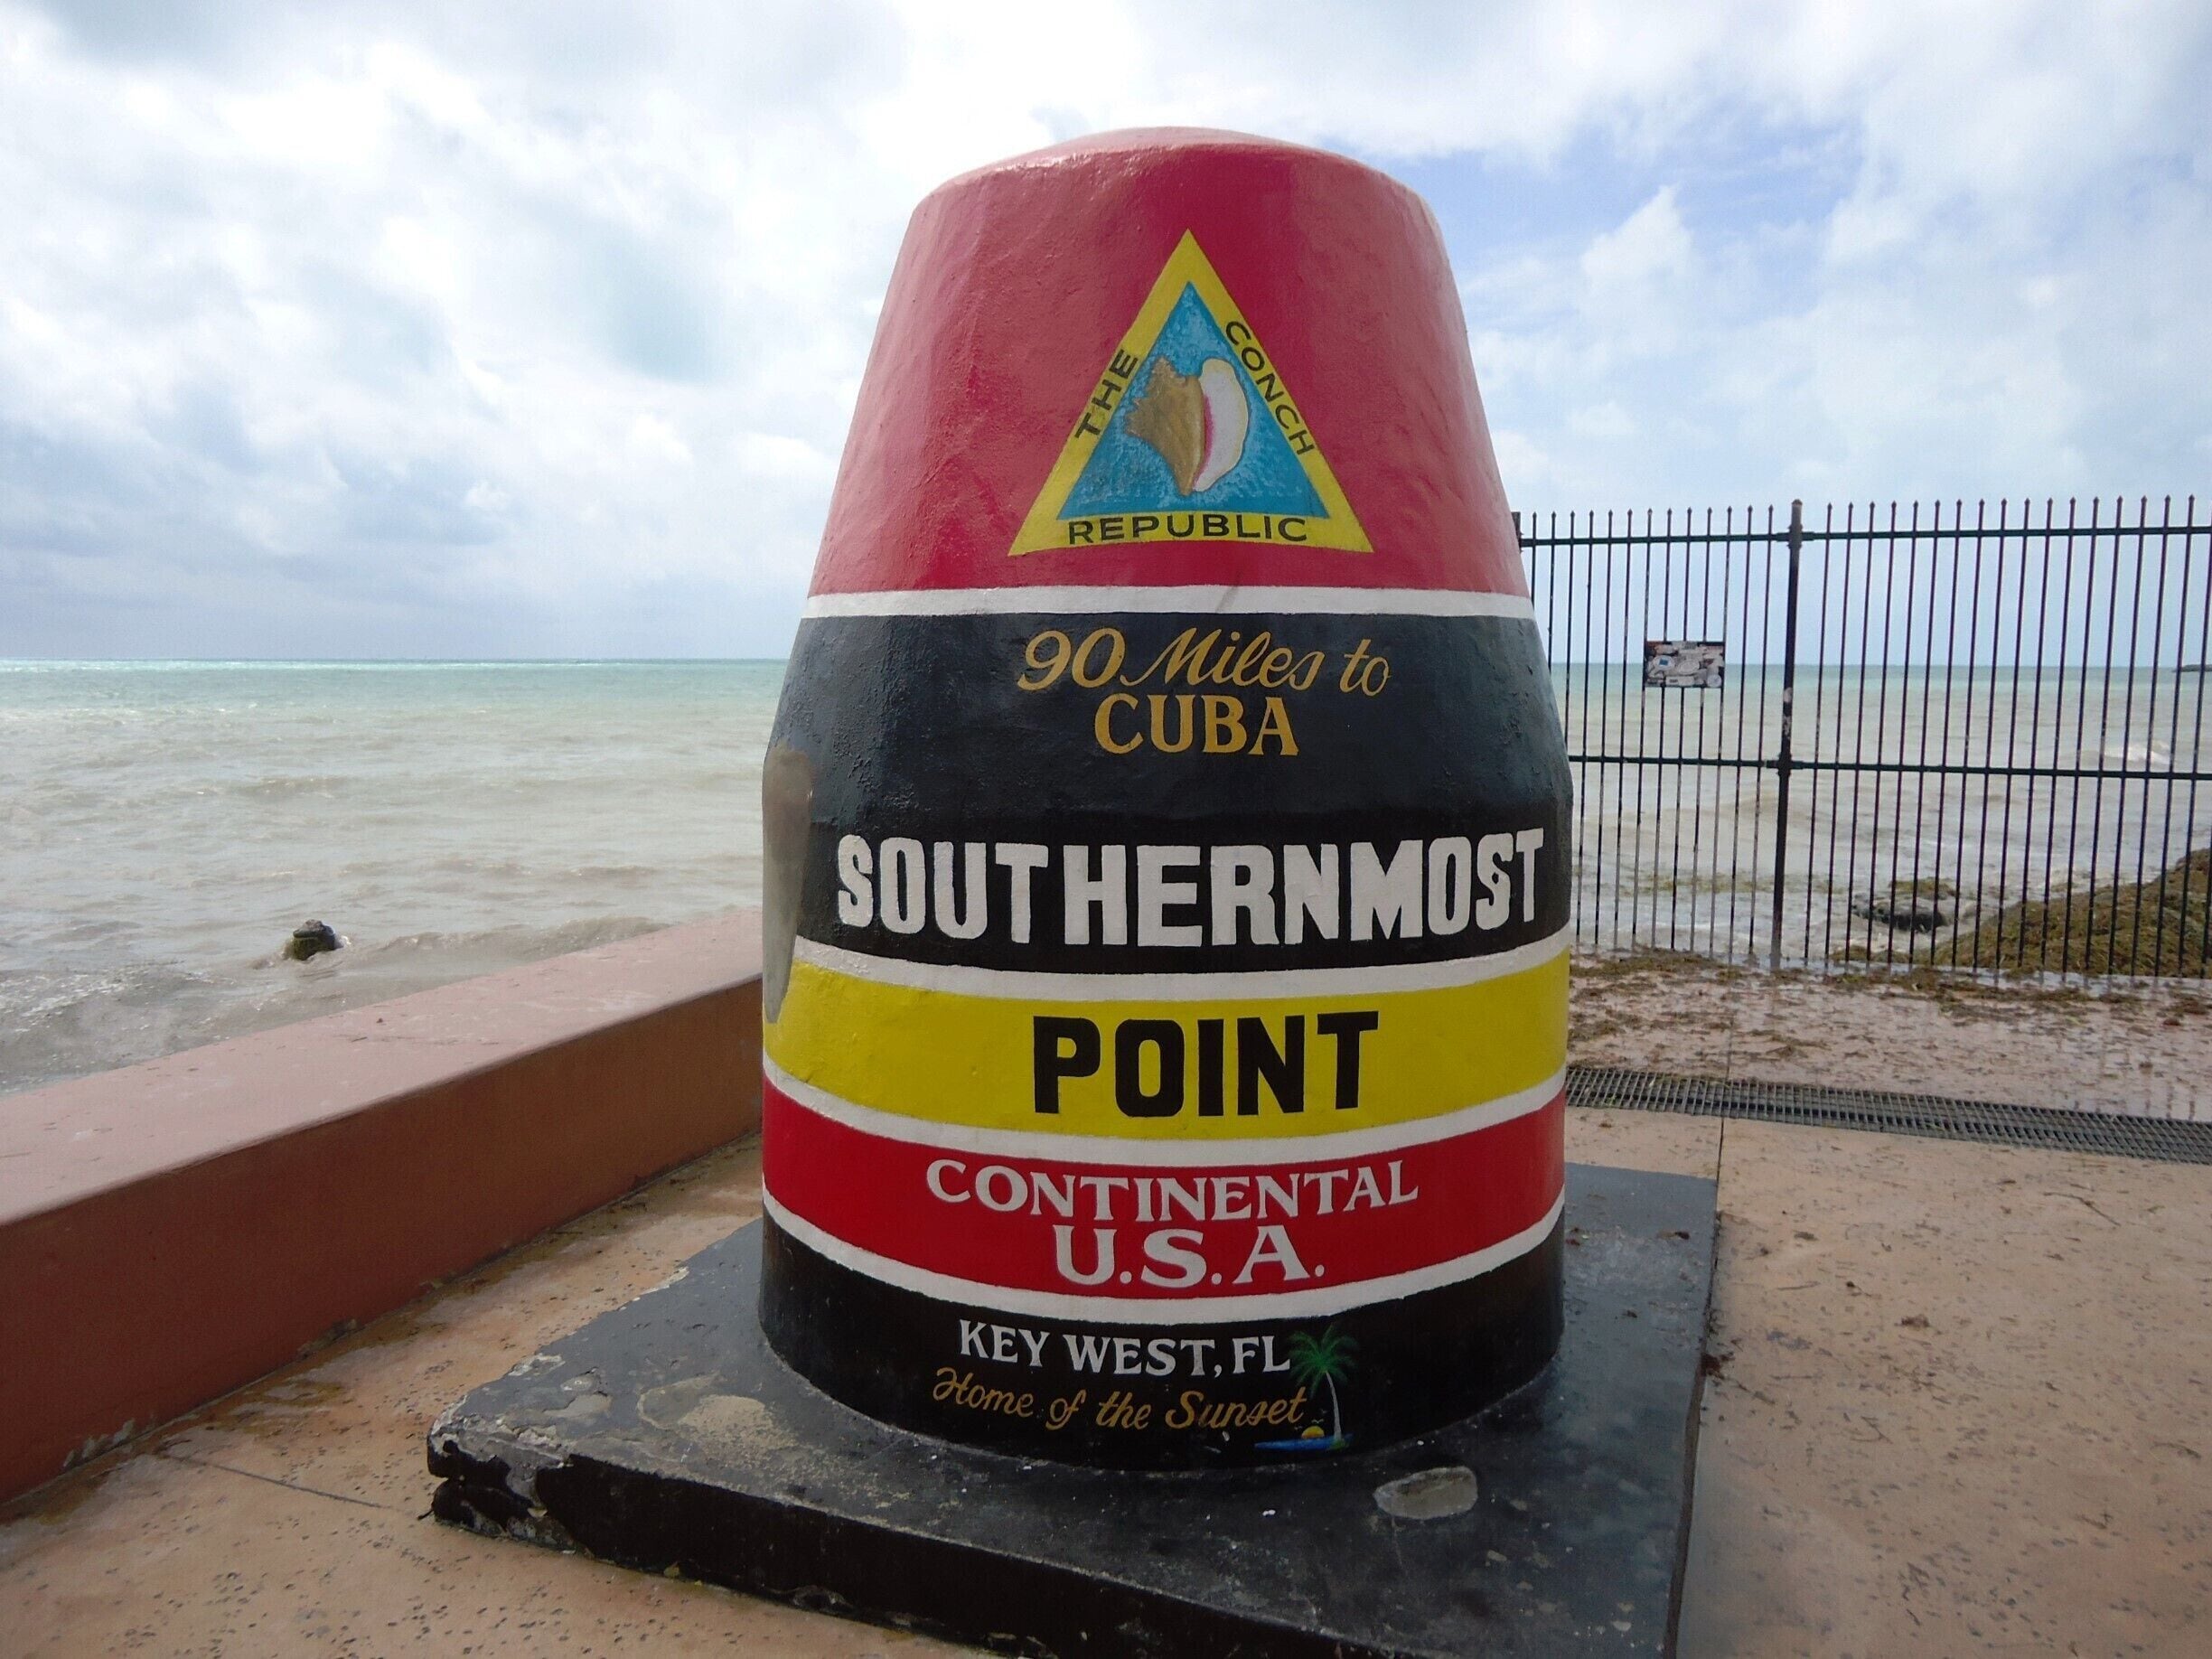 THE CONCH
REPUBLIC
90 Miles to
CUBA
SOUTHERNMOST
POINT
CONTINENTAL
U.S.A.
KEY WEST, FL
Home of the Sunset